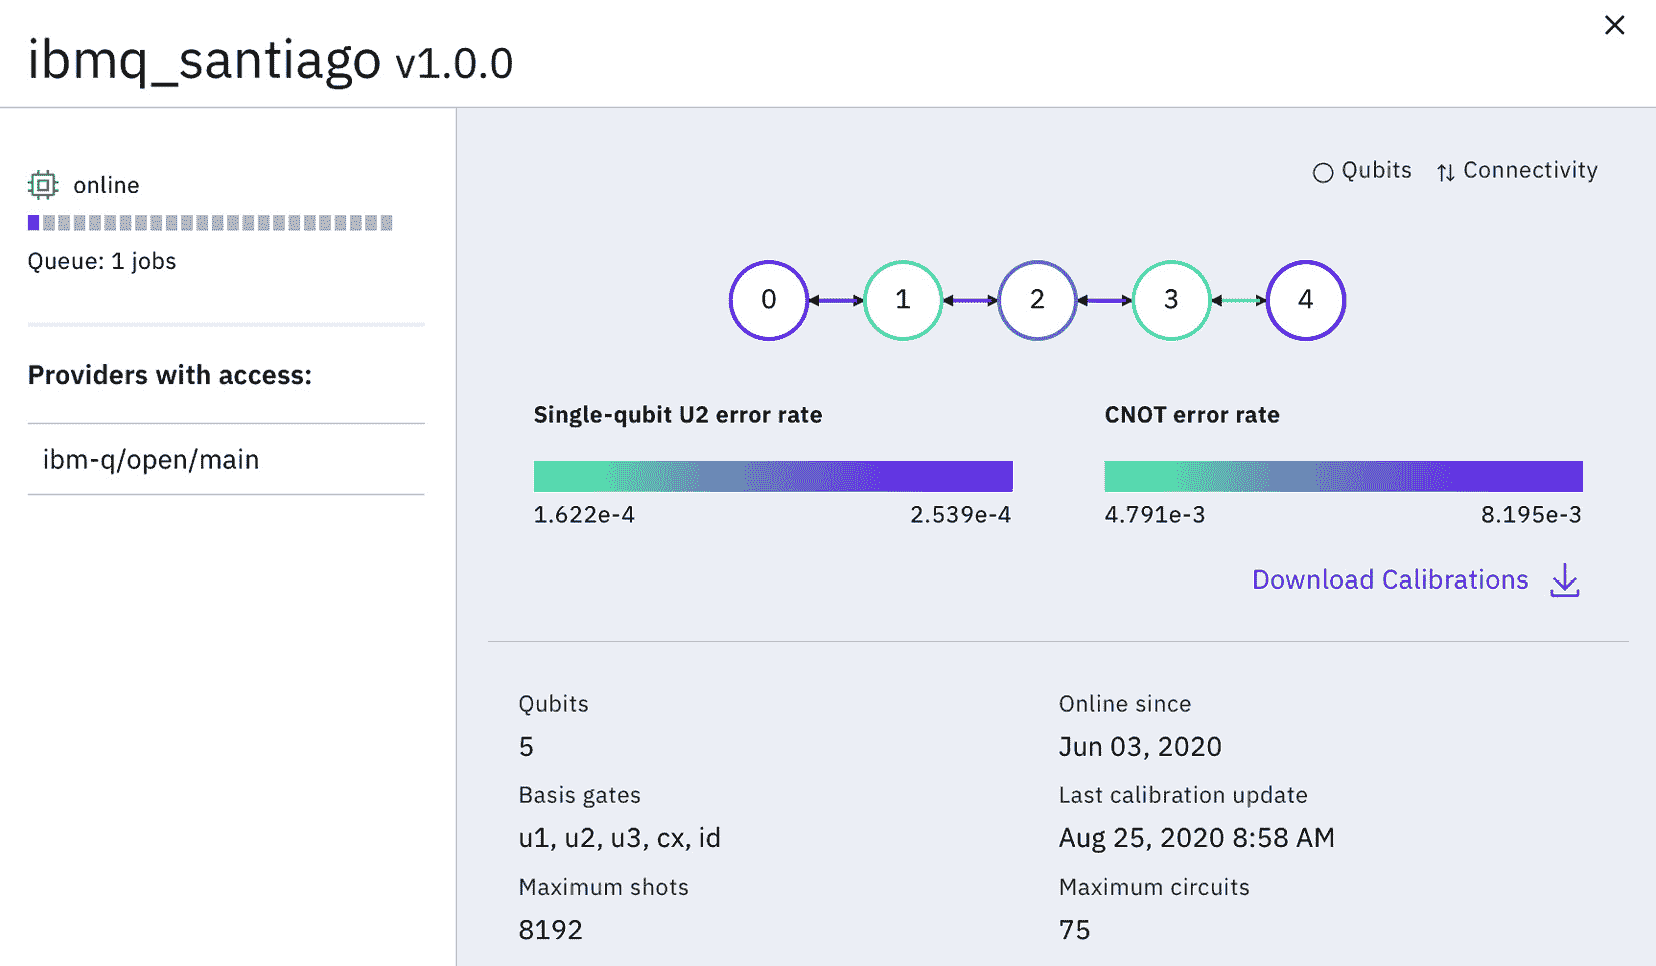 ibmq_santiago v1.0.0
online
Queue: 1 jobs
Providers with access:
ibm-q/open/main
Qubits Connectivity
0 1 2 3 4
Single-qubit U2 error rate
1.622e-4 2.539e-4
CNOT error rate
4.791e-3 8.195e-3
Download Calibrations
Qubits
5
Online since
Jun 03, 2020
Basis gates
u1, u2, u3, cx, id
Last calibration update
Aug 25, 2020 8:58 AM
Maximum shots
8192
Maximum circuits
75